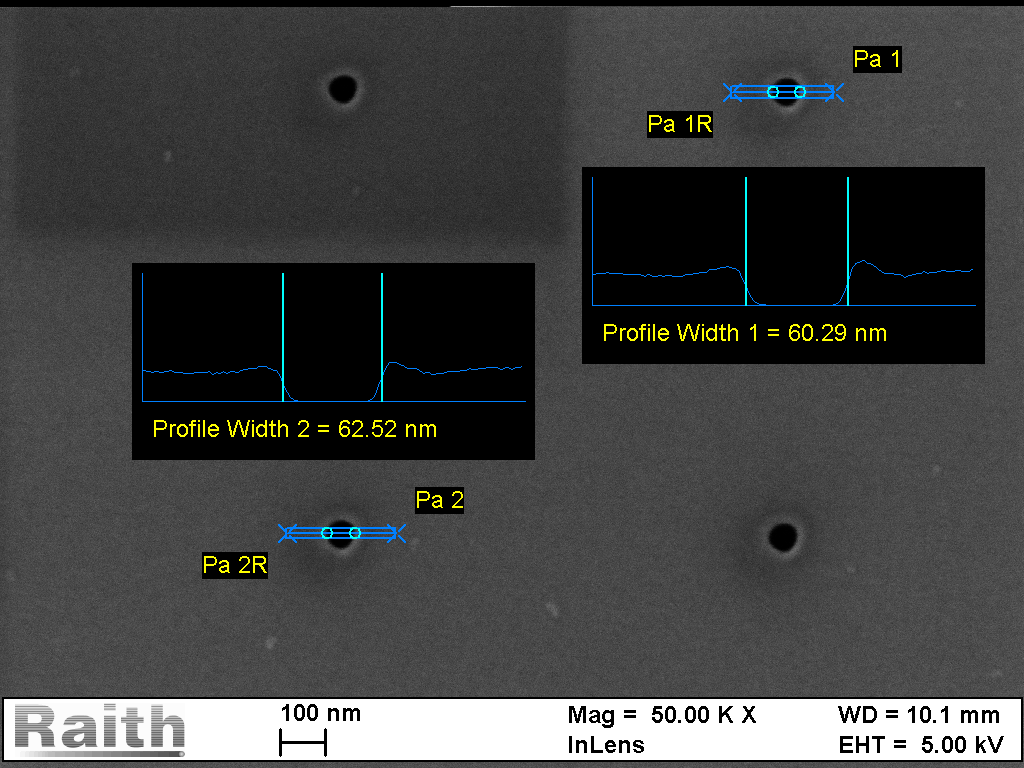 Pa 1
Pa 1R
Profile Width 1 = 60.29 nm
Profile Width 2 = 62.52 nm
Pa 2
Pa 2R
Raith
100 nm
Mag = 50.00 K X
WD = 10.1 mm
InLens
EHT = 5.00 kV